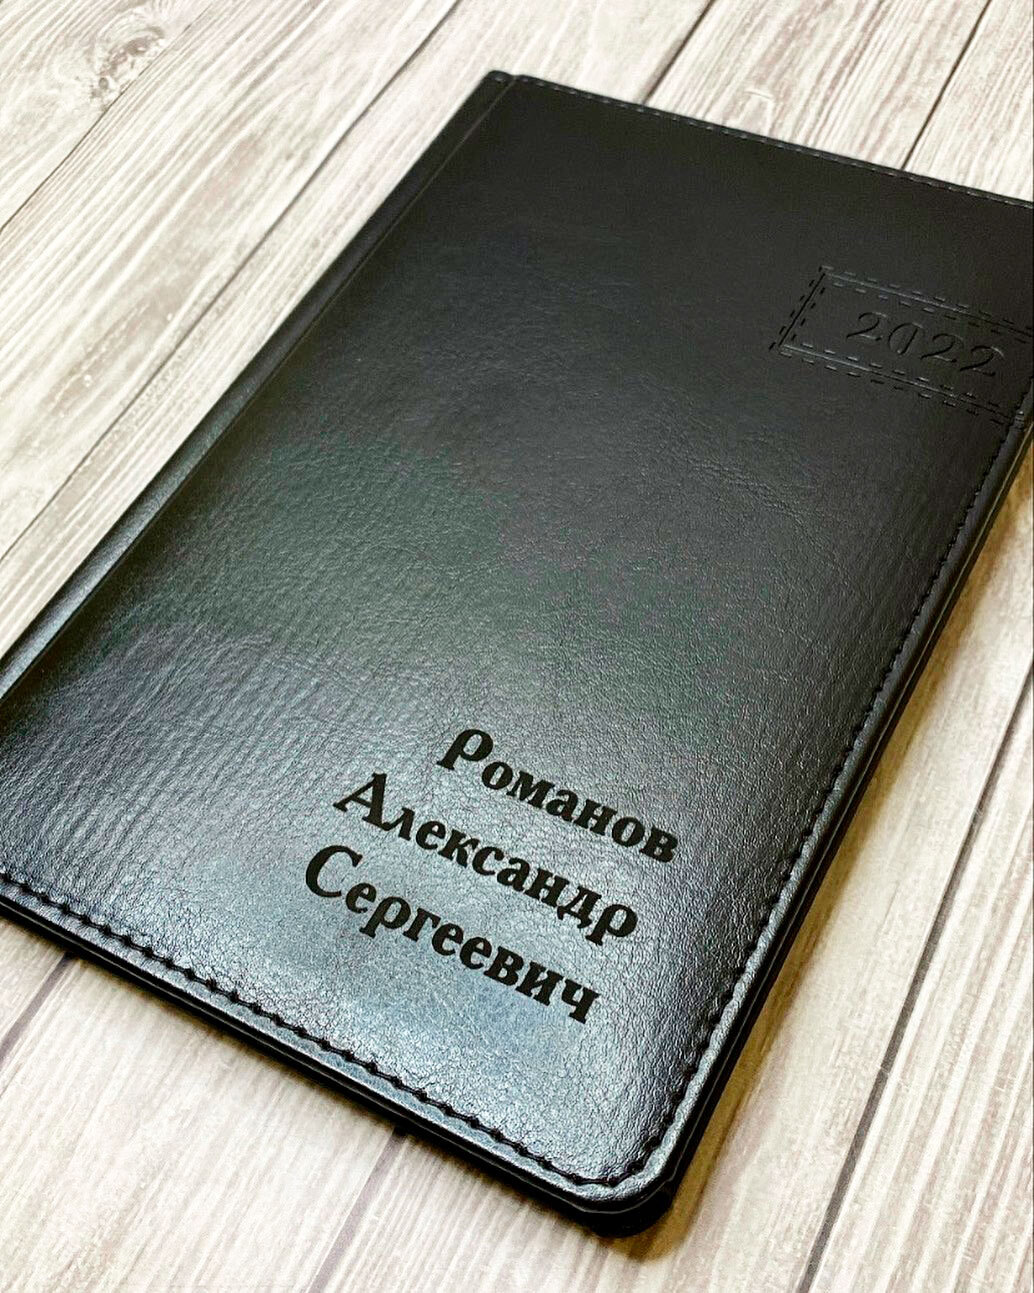 2022
Романов
Александр
Сергеевич